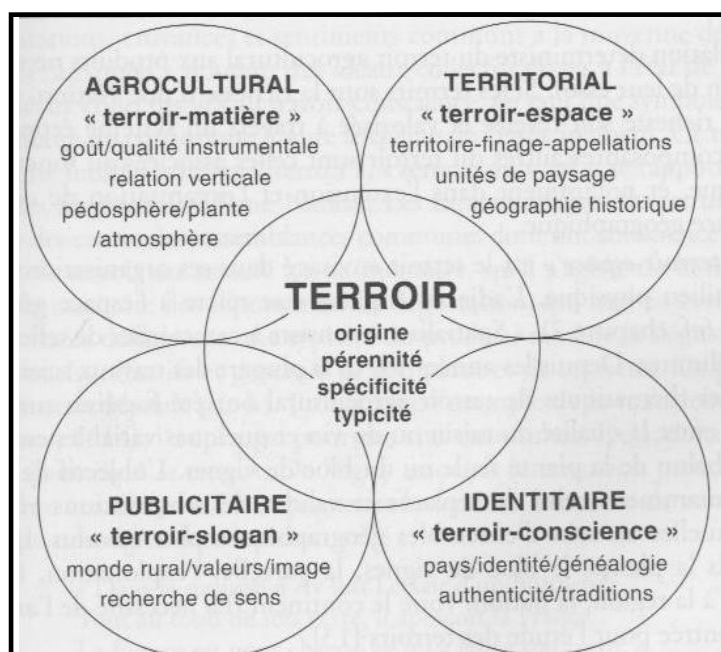 AGROCULTURAL
« terroir-matière »
goût/qualité instrumentale
relation verticale
pédosphère/plante
/atmosphère
TERRITORIAL
« terroir-espace »
territoire-finage-appellations
unités de paysage
géographie historique
TERROIR
origine
pérennité
spécificité
typicité
PUBLICITAIRE
« terroir-slogan »
monde rural/valeurs/image
recherche de sens
IDENTITAIRE
« terroir-conscience »
pays/identité/généalogie
authenticité/traditions